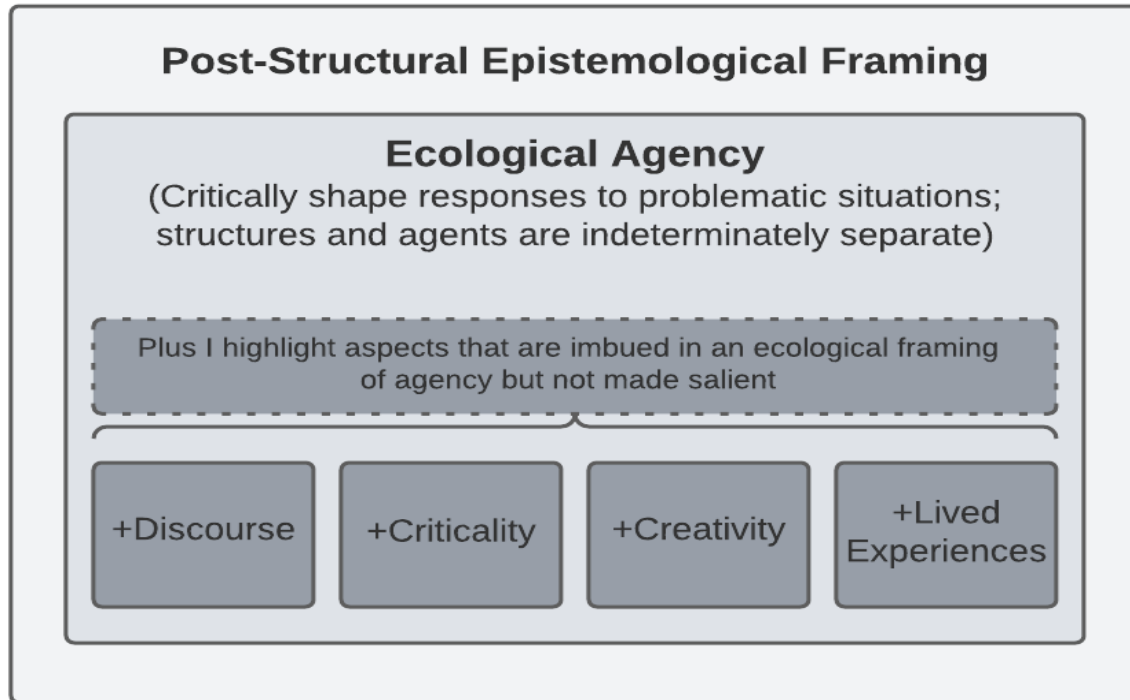 Post-Structural Epistemological Framing
Ecological Agency
(Critically shape responses to problematic situations;
structures and agents are indeterminately separate)
Plus I highlight aspects that are imbued in an ecological framing
of agency but not made salient
+Discourse
+Criticality
+Creativity
+Lived
Experiences